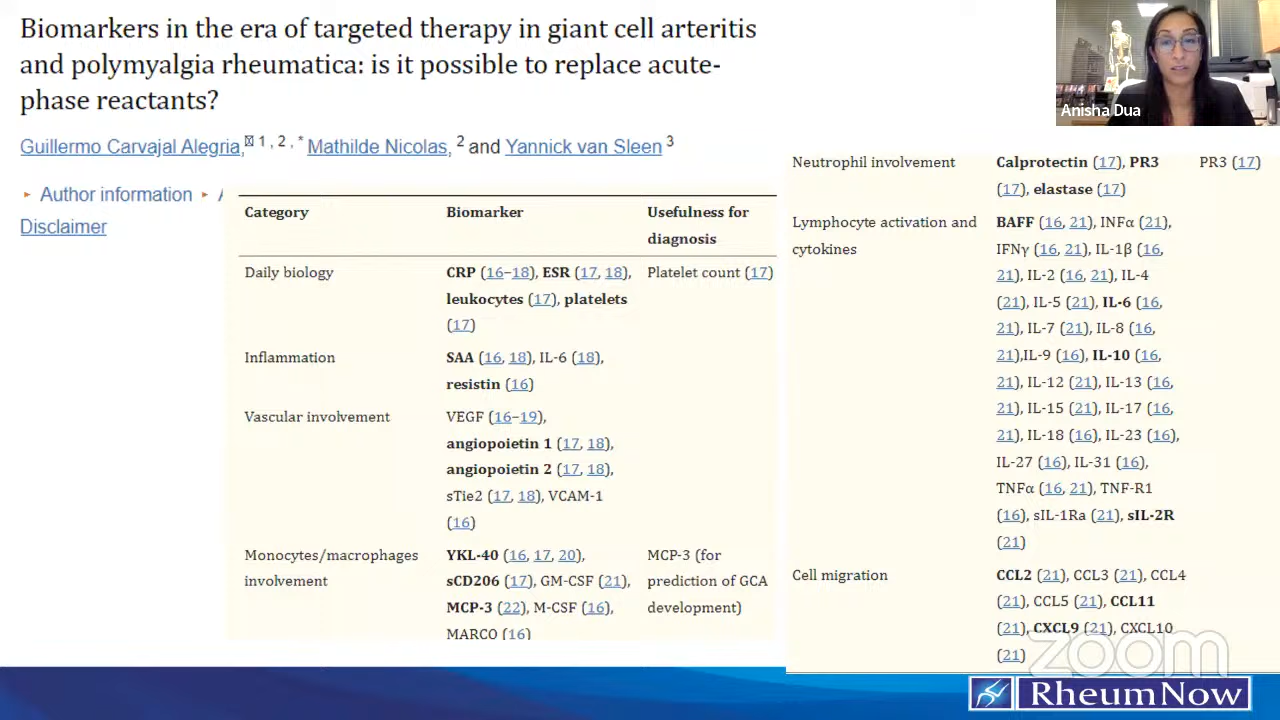 Biomarkers in the era of targeted therapy in giant cell arteritis
and polymyalgia rheumatica: is it possible to replace acute-
phase reactants?
Guillermo Carvajal Alegria, 1 , 2 , * Mathilde Nicolas, 2 and Yannick van Sleen 3
Author information
Disclaimer
Category Biomarker Usefulness for
diagnosis
Daily biology CRP (16–18), ESR (17, 18), Platelet count (17)
leukocytes (17), platelets
(17)
Inflammation SAA (16, 18), IL-6 (18),
resistin (16)
Vascular involvement VEGF (16–19),
angiopoietin 1 (17, 18),
angiopoietin 2 (17, 18),
sTie2 (17, 18), VCAM-1
(16)
Monocytes/macrophages YKL-40 (16, 17, 20), MCP-3 (for
involvement sCD206 (17), GM-CSF (21), prediction of GCA
MCP-3 (22), M-CSF (16), development)
MARCO (16)
Anisha Dua
Neutrophil involvement Calprotectin (17), PR3 PR3 (17)
(17), elastase (17)
Lymphocyte activation and BAFF (16, 21), INFα (21),
cytokines IFNγ (16, 21), IL-1β (16,
21), IL-2 (16, 21), IL-4
(21), IL-5 (21), IL-6 (16,
21), IL-7 (21), IL-8 (16,
21),IL-9 (16), IL-10 (16,
21), IL-12 (21), IL-13 (16,
21), IL-15 (21), IL-17 (16,
21), IL-18 (16), IL-23 (16),
IL-27 (16), IL-31 (16),
TNFα (16, 21), TNF-R1
(16), sIL-1Ra (21), sIL-2R
(21)
Cell migration CCL2 (21), CCL3 (21), CCL4
(21), CCL5 (21), CCL11
(21), CXCL9 (21), CXCL10
(21)
zoom
RheumNow